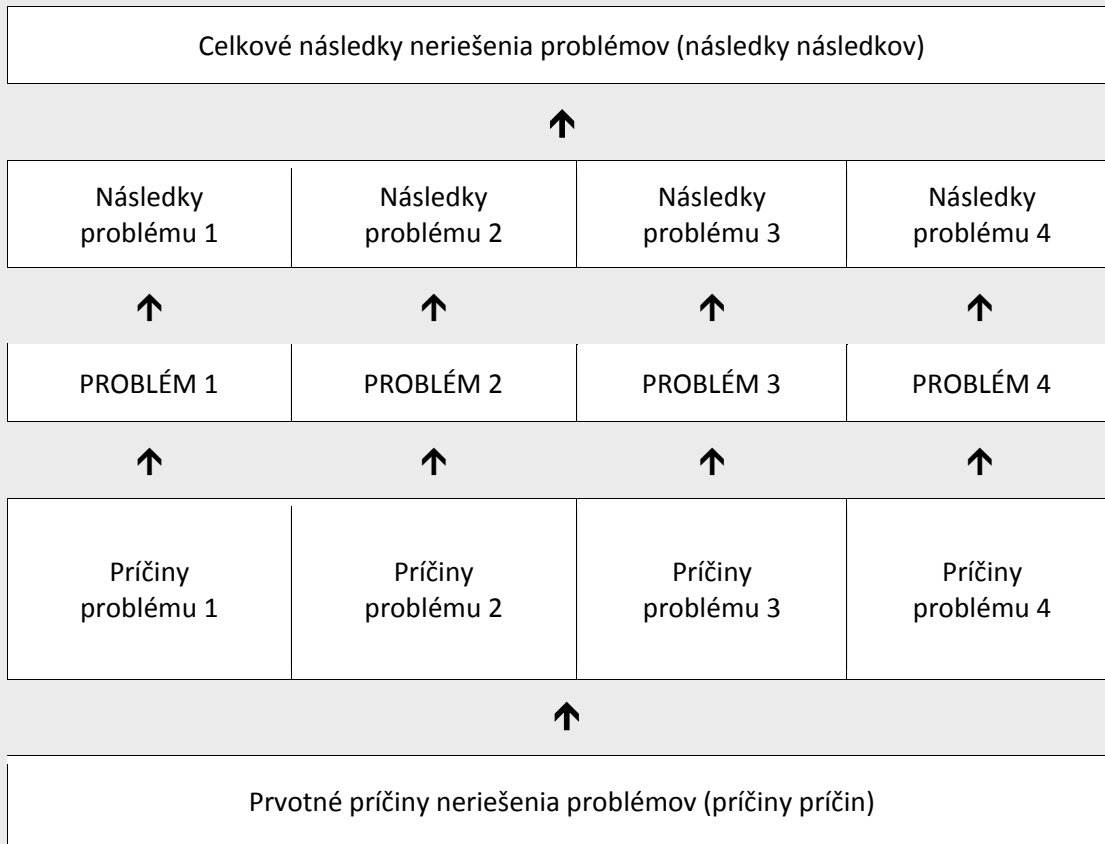 Celkové následky neriešenia problémov (následky následkov)
🡱
Následky
problému 1
Následky
problému 2
Následky
problému 3
Následky
problému 4
🡱 🡱 🡱 🡱
PROBLÉM 1
PROBLÉM 2
PROBLÉM 3
PROBLÉM 4
🡱 🡱 🡱 🡱
Príčiny
problému 1
Príčiny
problému 2
Príčiny
problému 3
Príčiny
problému 4
🡱
Prvotné príčiny neriešenia problémov (príčiny príčin)